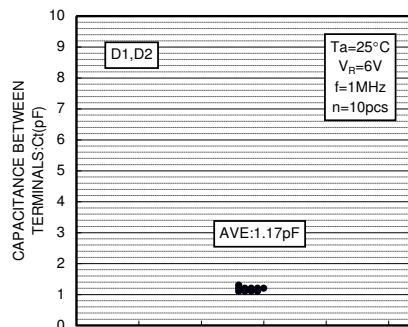 10
9
8
7
6
5
4
3
2
1
0
CAPACITANCE BETWEEN
TERMINALS:Ct(pF)
D1,D2
Ta=25°C
VR=6V
f=1MHz
n=10pcs
AVE:1.17pF